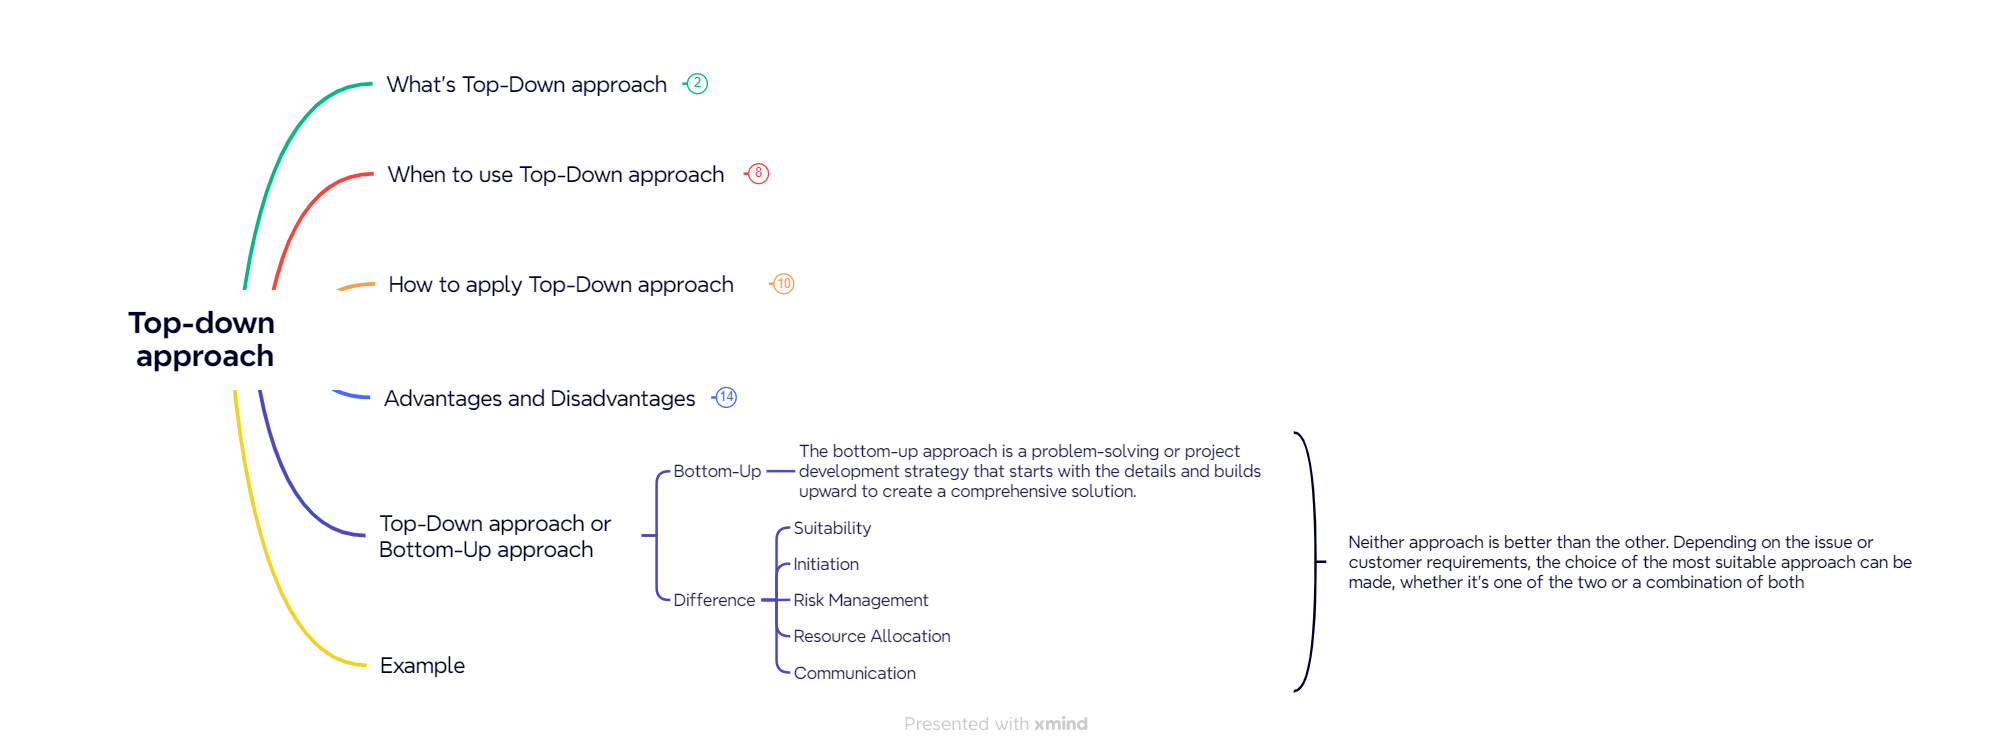 What's Top-Down approach
2
When to use Top-Down approach
8
How to apply Top-Down approach
10
Top-down
approach
Advantages and Disadvantages
14
Top-Down approach or
Bottom-Up approach
Bottom-Up
The bottom-up approach is a problem-solving or project
development strategy that starts with the details and builds
upward to create a comprehensive solution.
Difference
Suitability
Initiation
Risk Management
Resource Allocation
Communication
Neither approach is better than the other. Depending on the issue or
customer requirements, the choice of the most suitable approach can be
made, whether it's one of the two or a combination of both
Example
Presented with xmind